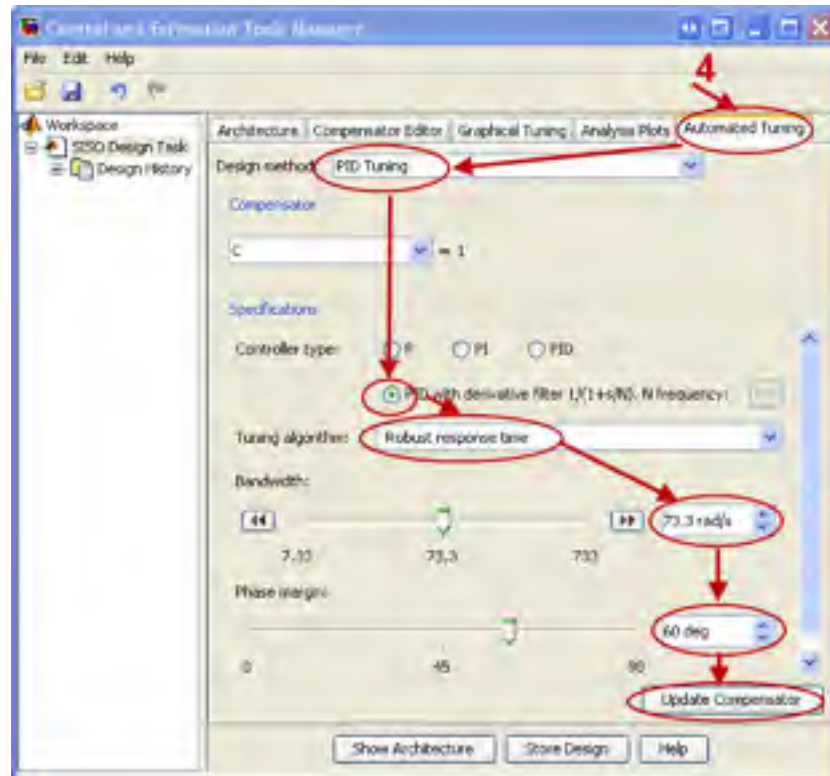 Control and Estimation Tools Manager
File Edit Help
4
Workspace
SISO Design Task
Design History
Architecture Compensator Editor Graphical Tuning Analysis Plots Automated Tuning
Design method: PID Tuning
Compensator
C = 1
Specifications
Controller type: P PI PID
PID with derivative filter 1/(1+s/N). N frequency:
Tuning algorithm: Robust response time
Bandwidth:
73.3 rad/s
7.33 73.3 733
Phase margin:
60 deg
0 45 90
Update Compensator
Show Architecture Store Design Help